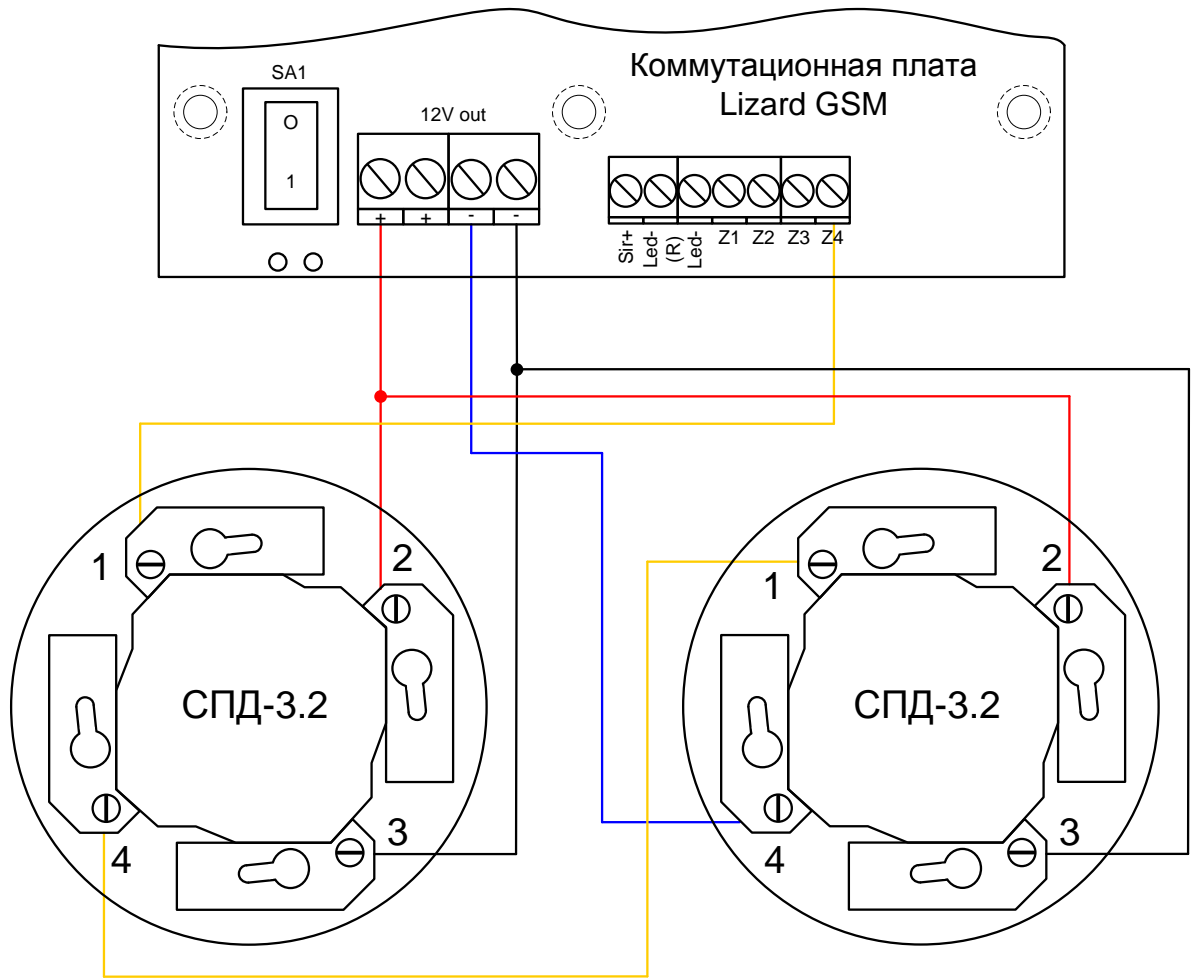 Коммутационная плата
Lizard GSM
SA1
O
1
12V out
+ + - -
Sir+
Led-
(R)
Led-
Z1 Z2 Z3 Z4
1
2
СПД-3.2
3
4
1
2
СПД-3.2
3
4